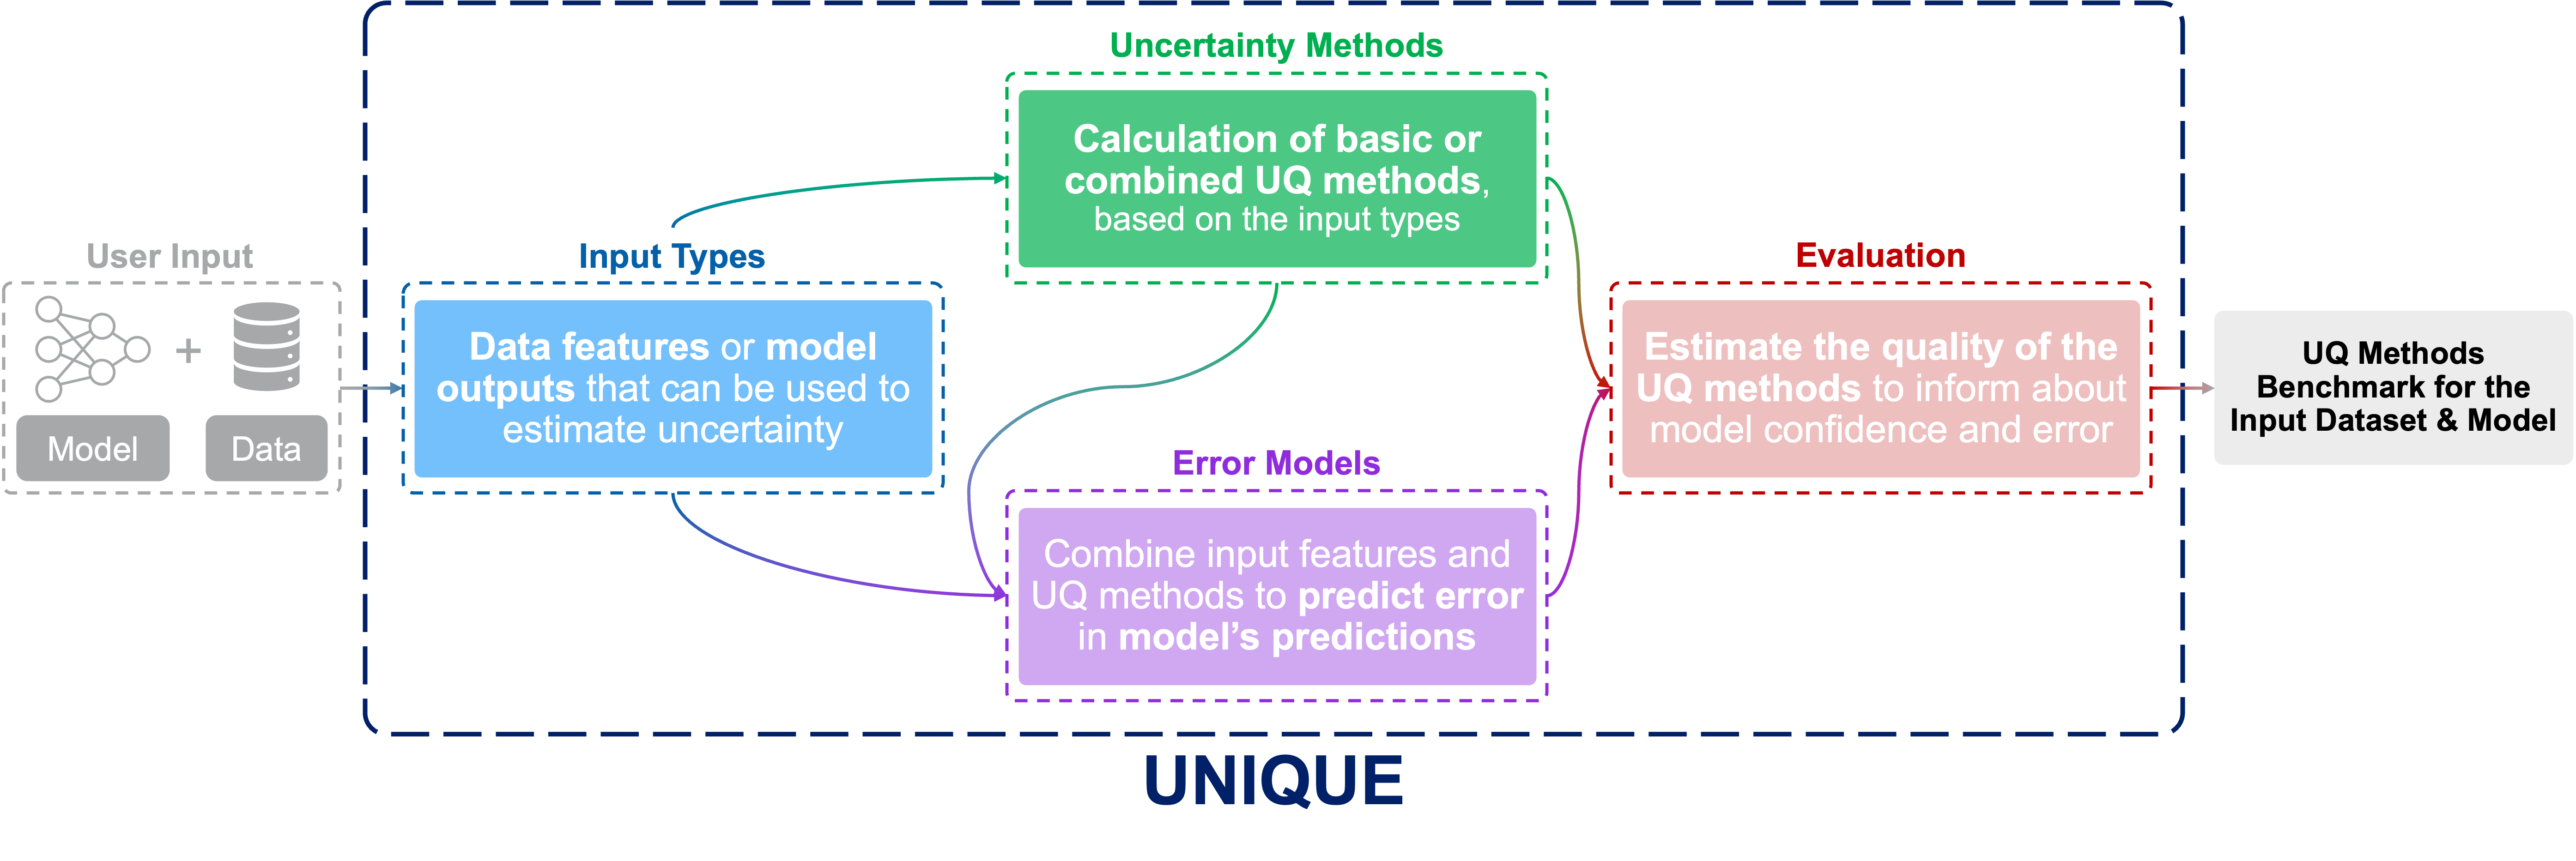 User Input
+
Model
Data
Input Types
Data features or model
outputs that can be used to
estimate uncertainty
Uncertainty Methods
Calculation of basic or
combined UQ methods,
based on the input types
Error Models
Combine input features and
UQ methods to predict error
in model’s predictions
Evaluation
Estimate the quality of the
UQ methods to inform about
model confidence and error
UQ Methods
Benchmark for the
Input Dataset & Model
UNIQUE